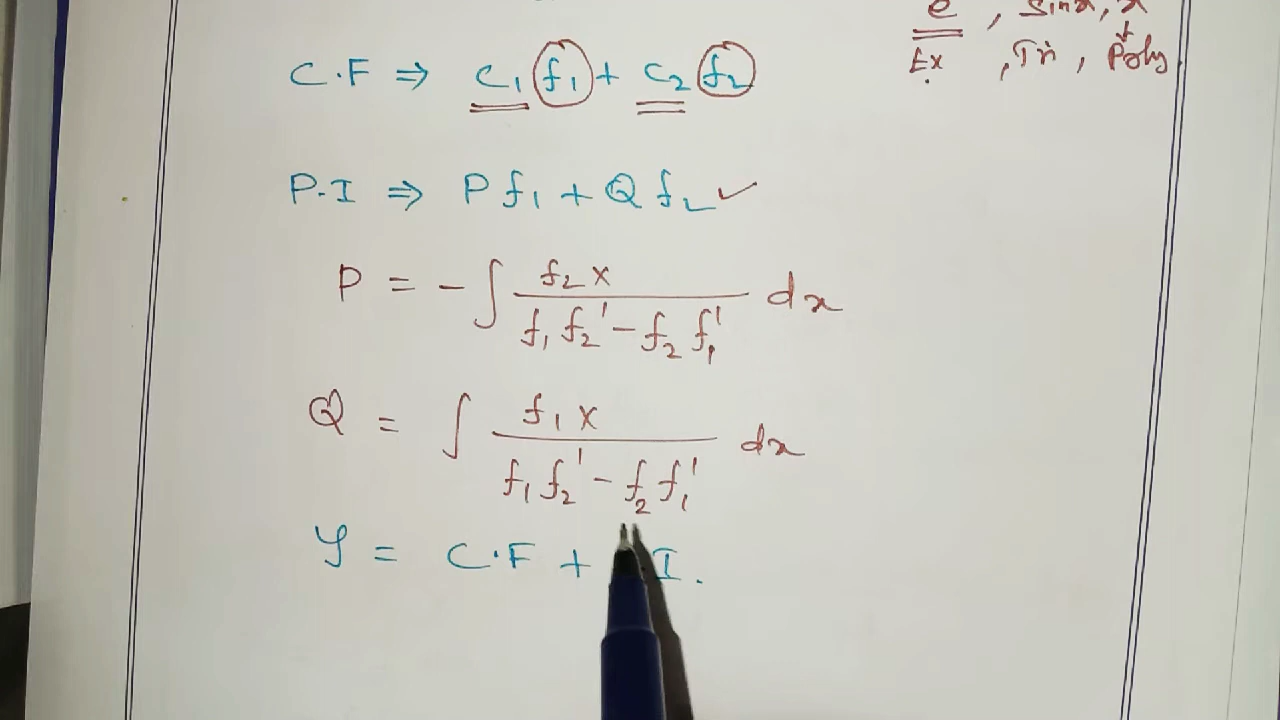 e , Sinx, x
Ex , Tri , Poly
C.F ⇒ c₁ f₁ + c₂ f₂
P.I ⇒ P f₁ + Q f₂ ✓
P = - ∫ f₂ x / f₁ f₂' - f₂ f₁' dx
Q = ∫ f₁ x / f₁ f₂' - f₂ f₁' dx
y = C.F + I.